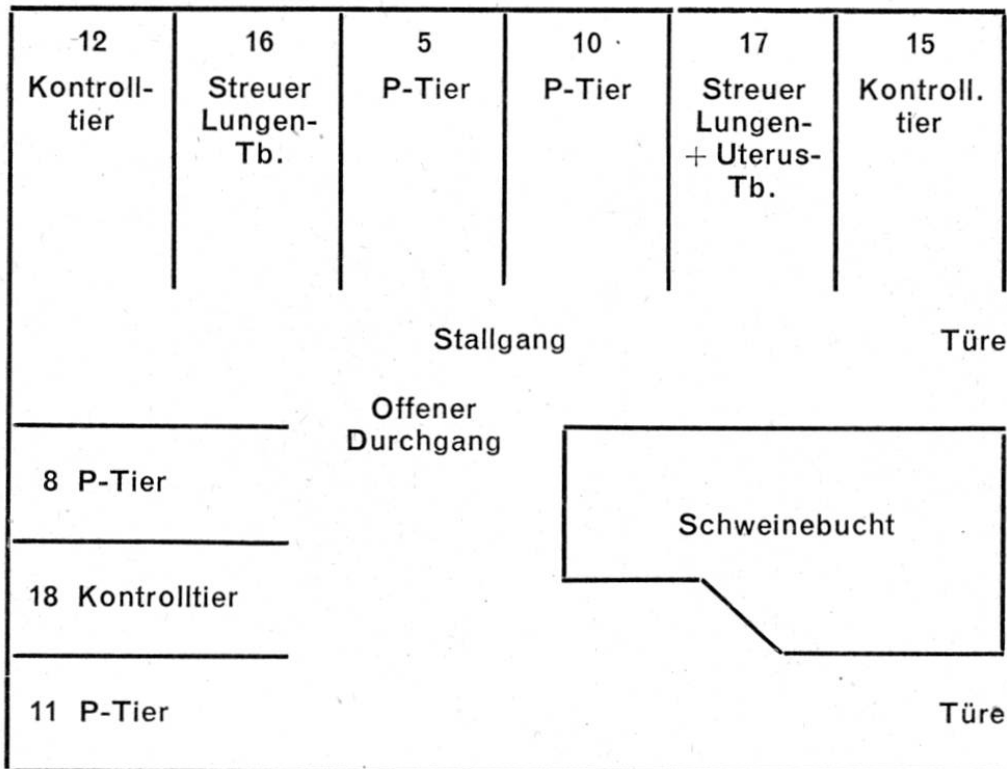 12
Kontroll-
tier
16
Streuer
Lungen-
Tb.
5
P-Tier
10
P-Tier
17
Streuer
Lungen-
+ Uterus-
Tb.
15
Kontroll.
tier
Stallgang
Türe
Offener
Durchgang
8 P-Tier
Schweinebucht
18 Kontrolltier
11 P-Tier
Türe